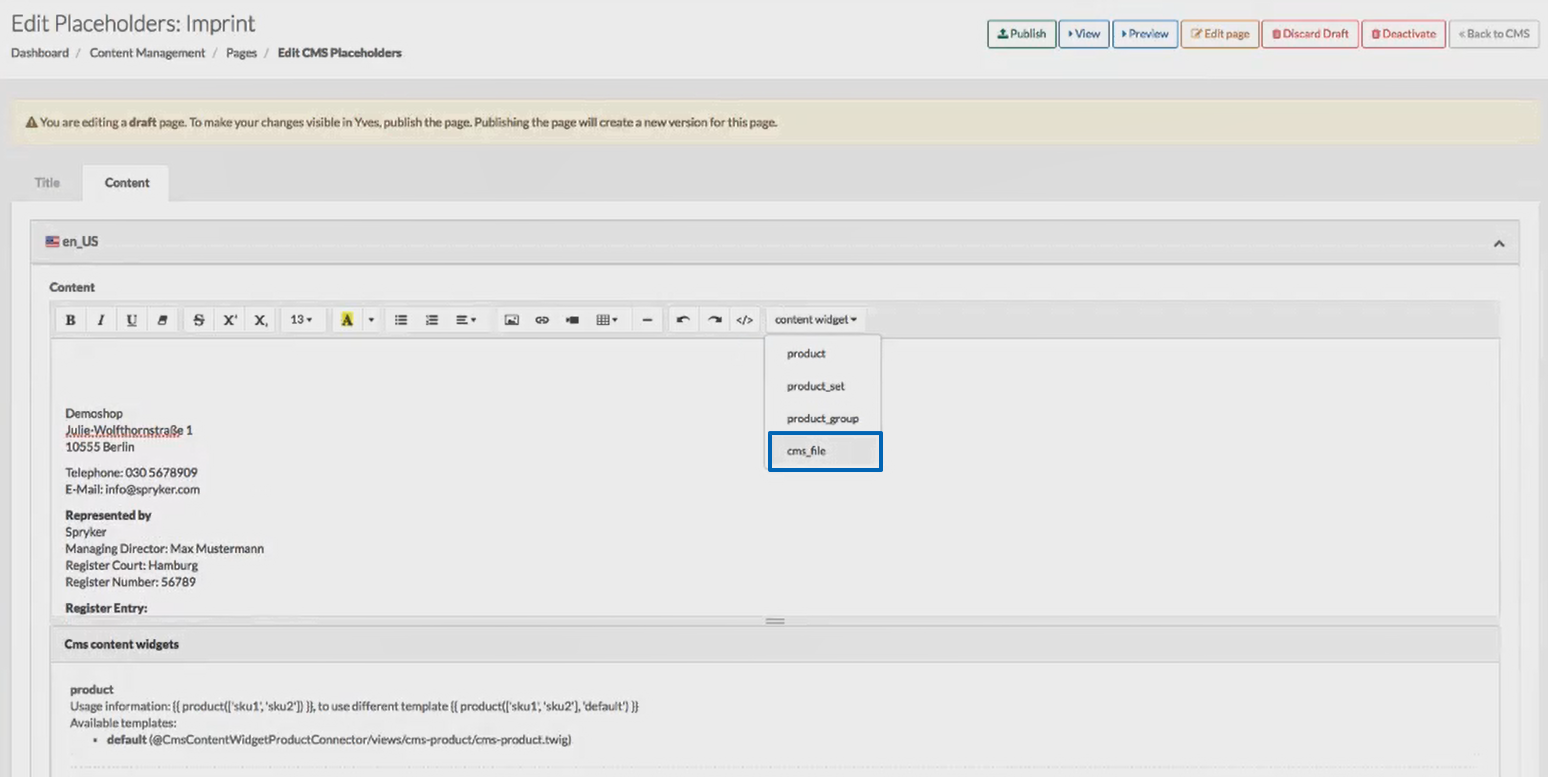 Edit Placeholders: Imprint
Dashboard / Content Management / Pages / Edit CMS Placeholders
Publish View Preview Edit page Discard Draft Deactivate « Back to CMS
You are editing a draft page. To make your changes visible in Yves, publish the page. Publishing the page will create a new version for this page.
Title Content
en_US
Content
B I U S X X 13 A </> content widget
product
product_set
product_group
cms_file
Demoshop
Julie-Wolfthornstraße 1
10555 Berlin
Telephone: 030 5678909
E-Mail: info@spryker.com
Represented by
Spryker
Managing Director: Max Mustermann
Register Court: Hamburg
Register Number: 56789
Register Entry:
Cms content widgets
product
Usage information: {{ product(['sku1', 'sku2']) }}, to use different template {{ product(['sku1', 'sku2'], 'default') }}
Available templates:
• default (@CmsContentWidgetProductConnector/views/cms-product/cms-product.twig)